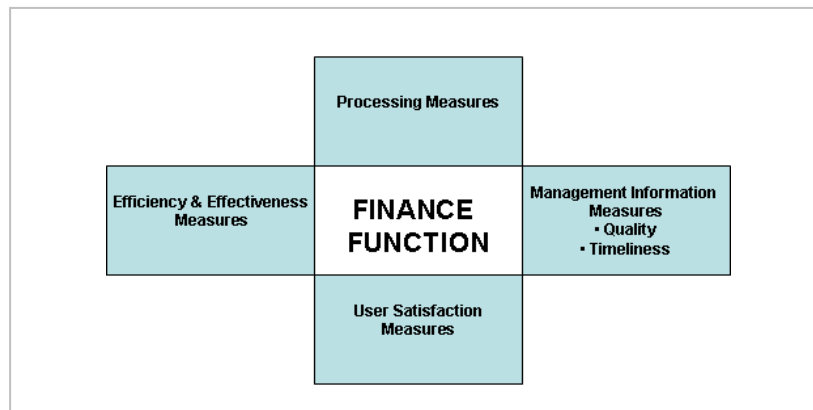 Processing Measures
Efficiency & Effectiveness
Measures
FINANCE
FUNCTION
Management Information
Measures
• Quality
• Timeliness
User Satisfaction
Measures